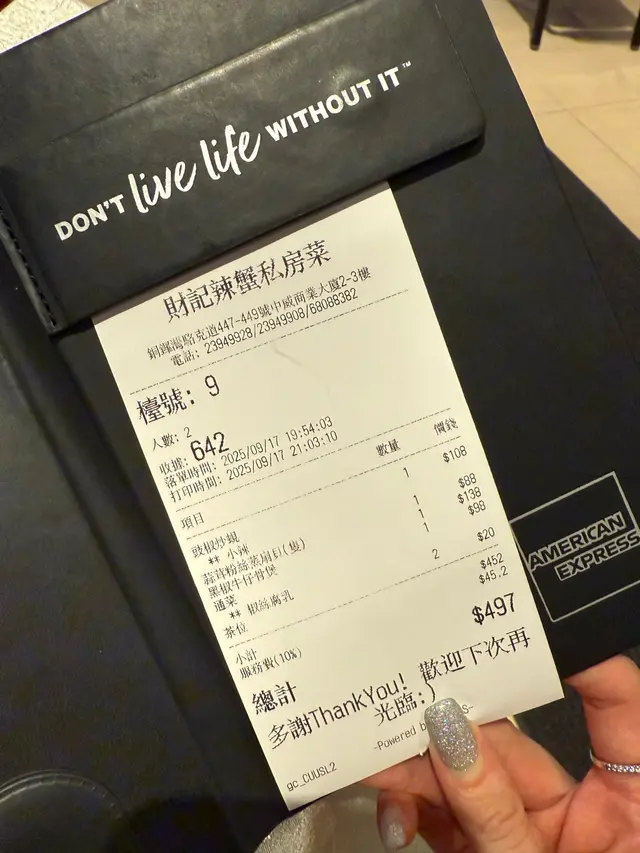 DON'T live life WITHOUT IT™
財記辣蟹私房菜
銅鑼灣駱克道447-449號中威商業大廈2-3樓
電話: 23949928/23949908/68088382
檯號: 9
人數: 2
收據: 642
落單時間: 2025/09/17 19:54:03
打印時間: 2025/09/17 21:03:10
項目 數量 價錢
豉椒炒蜆 1 $108
** 小辣
蒜茸粉絲蒸扇貝(隻) 1 $88
黑椒牛仔骨煲 1 $138
通菜 1 $98
** 椒絲腐乳
茶位 2 $20
小計 $452
服務費(10%) $45.2
總計 $497
多謝ThankYou! 歡迎下次再
光臨:)
-Powered by
gc_CUUSL2
AMERICAN
EXPRESS